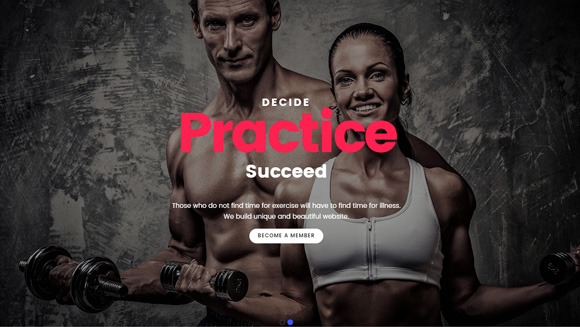 DECIDE
Practice
Succeed
Those who do not find time for exercise will have to find time for illness.
We build unique and beautiful website.
BECOME A MEMBER